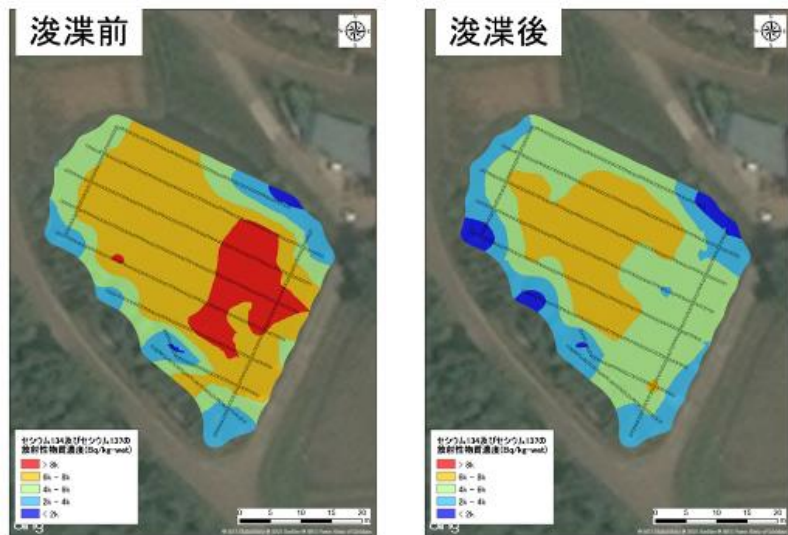 浚渫前
セシウム134及びセシウム137の
放射性物質濃度(Bq/kg-wet)
> 8k
6k - 8k
4k - 6k
2k - 4k
< 2k
bing
0 5 10 15 20
m
浚渫後
セシウム134及びセシウム137の
放射性物質濃度(Bq/kg-wet)
> 8k
6k - 8k
4k - 6k
2k - 4k
< 2k
bing
0 5 10 15 20
m